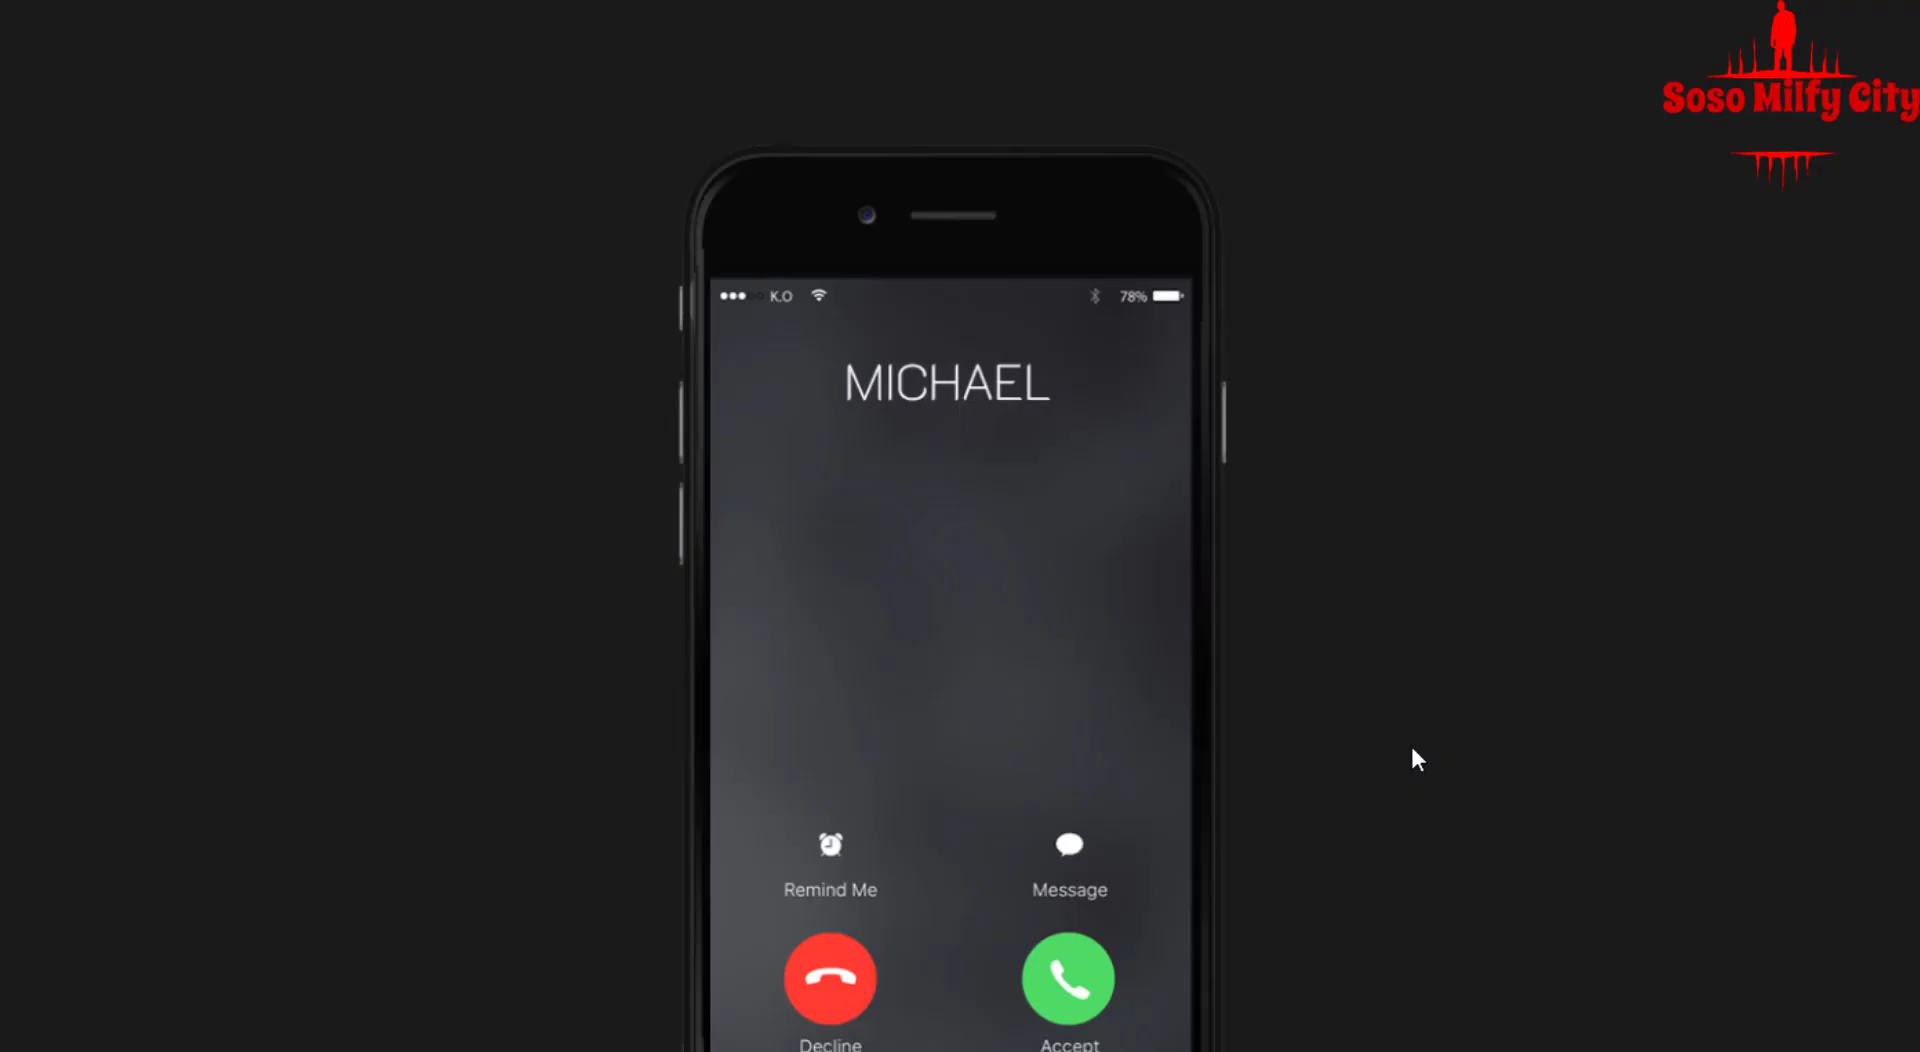 Soso Milfy City
K.O
78%
MICHAEL
Remind Me
Message
Decline
Accept